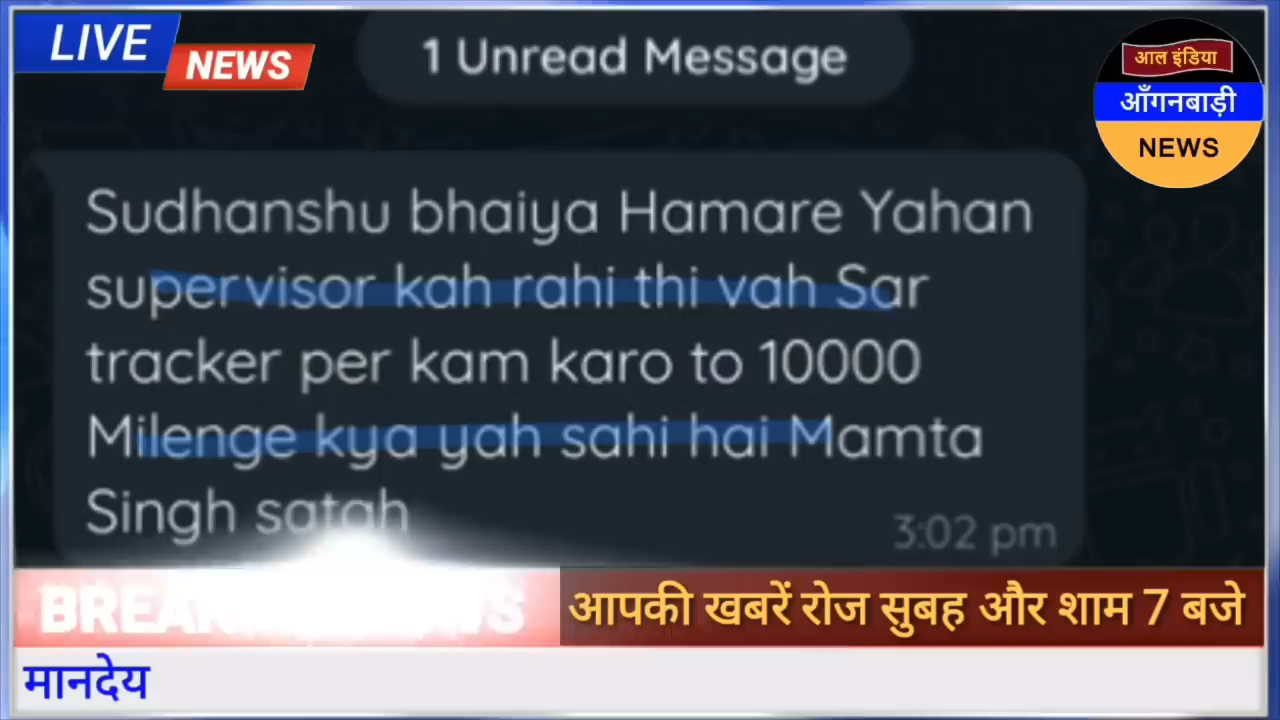 LIVE
NEWS
1 Unread Message
आल इंडिया
आँगनबाड़ी
NEWS
Sudhanshu bhaiya Hamare Yahan
supervisor kah rahi thi vah Sar
tracker per kam karo to 10000
Milenge kya yah sahi hai Mamta
Singh satah
3:02 pm
आपकी खबरें रोज सुबह और शाम 7 बजे
मानदेय